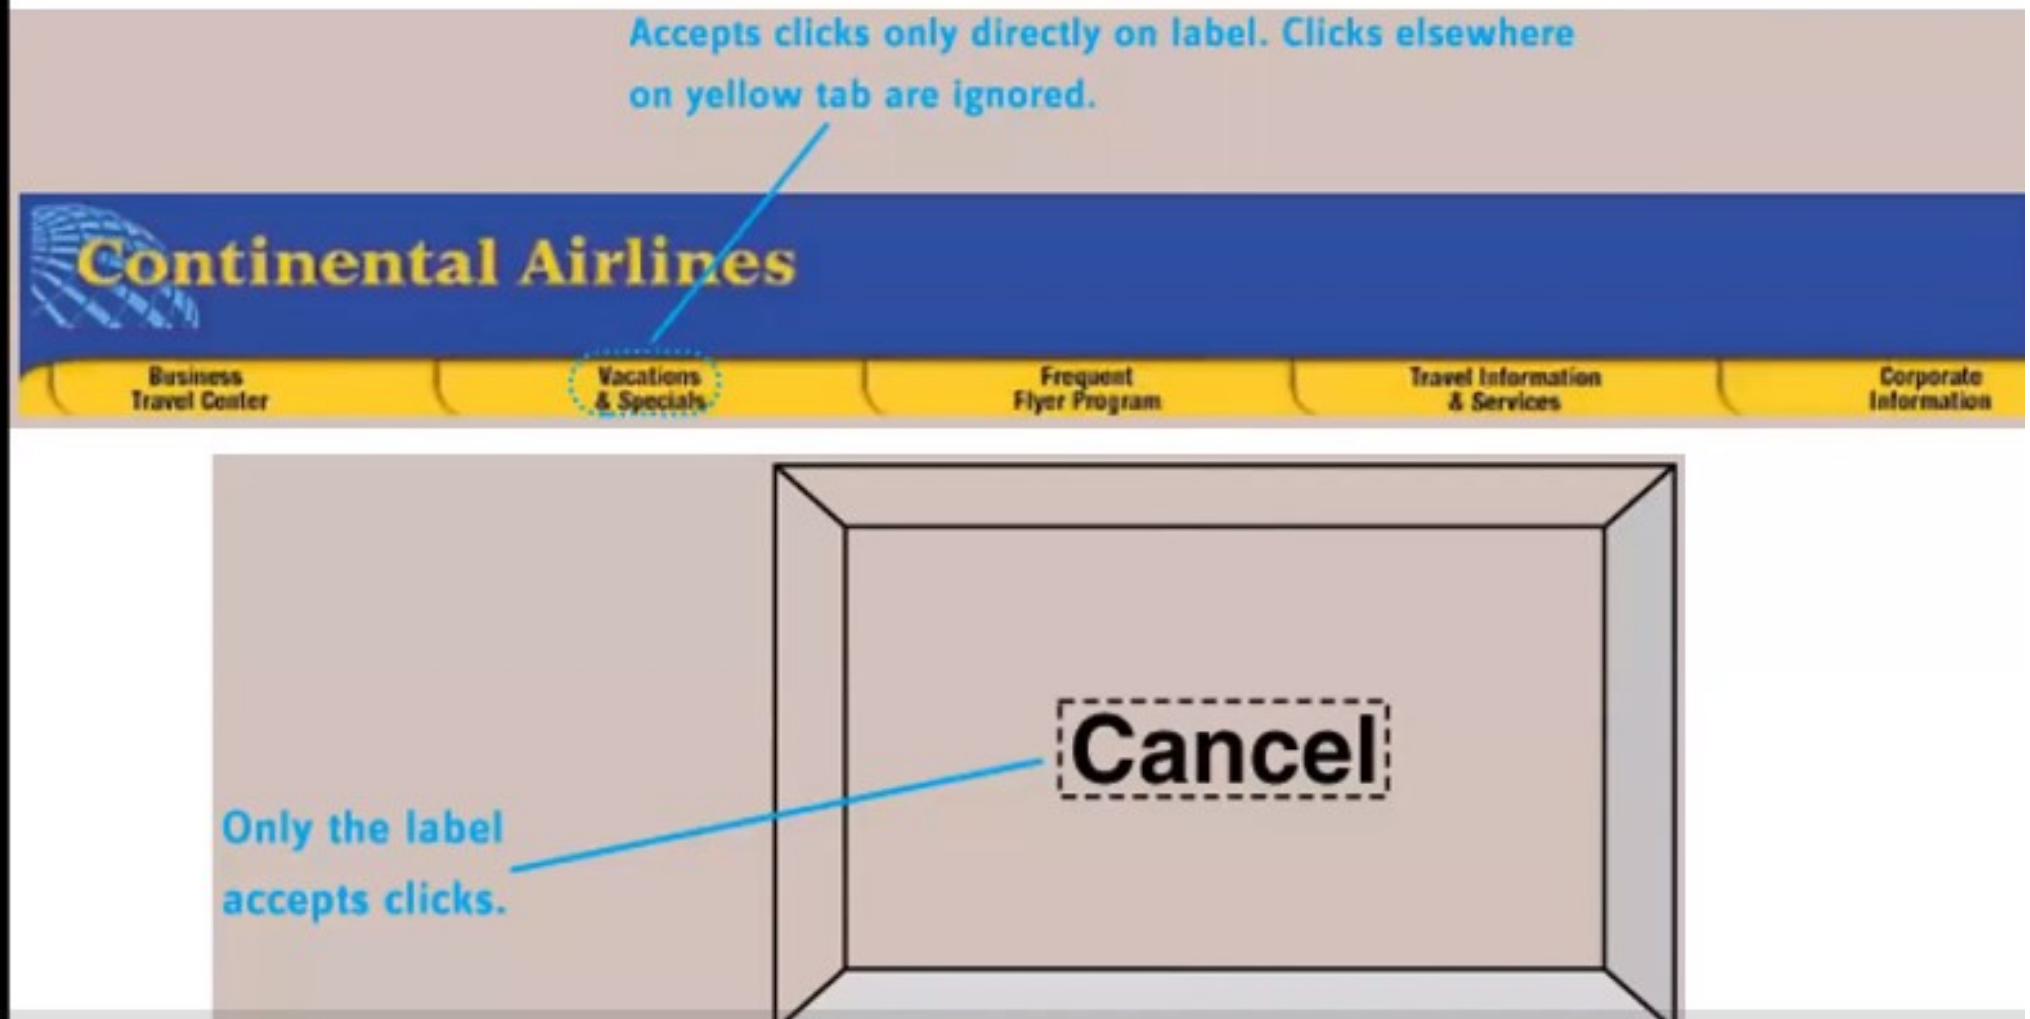 Accepts clicks only directly on label. Clicks elsewhere
on yellow tab are ignored.
Continental Airlines
Business
Travel Center
Vacations
& Specials
Frequent
Flyer Program
Travel Information
& Services
Corporate
Information
Cancel
Only the label
accepts clicks.